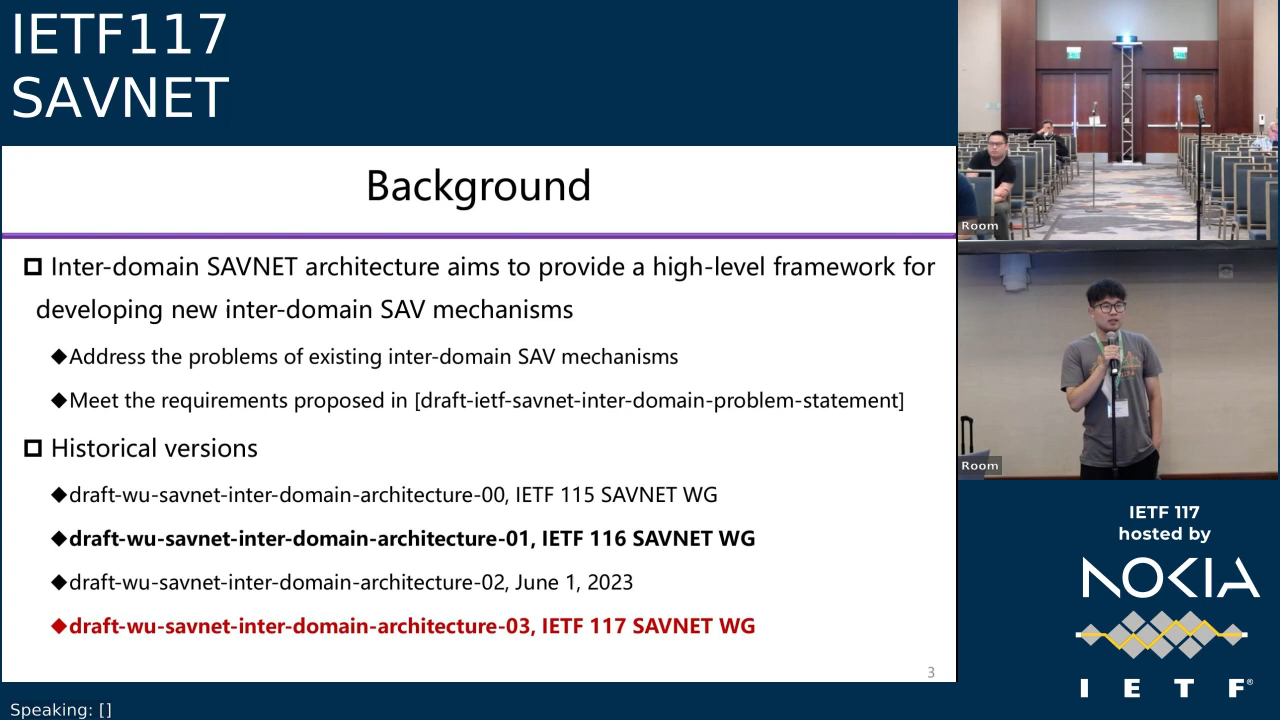 IETF117
SAVNET
Background
Inter-domain SAVNET architecture aims to provide a high-level framework for
developing new inter-domain SAV mechanisms
◆Address the problems of existing inter-domain SAV mechanisms
◆Meet the requirements proposed in [draft-ietf-savnet-inter-domain-problem-statement]
Historical versions
◆draft-wu-savnet-inter-domain-architecture-00, IETF 115 SAVNET WG
◆draft-wu-savnet-inter-domain-architecture-01, IETF 116 SAVNET WG
◆draft-wu-savnet-inter-domain-architecture-02, June 1, 2023
◆draft-wu-savnet-inter-domain-architecture-03, IETF 117 SAVNET WG
3
Speaking: []
Room
Room
IETF 117
hosted by
NOKIA
I E T F®